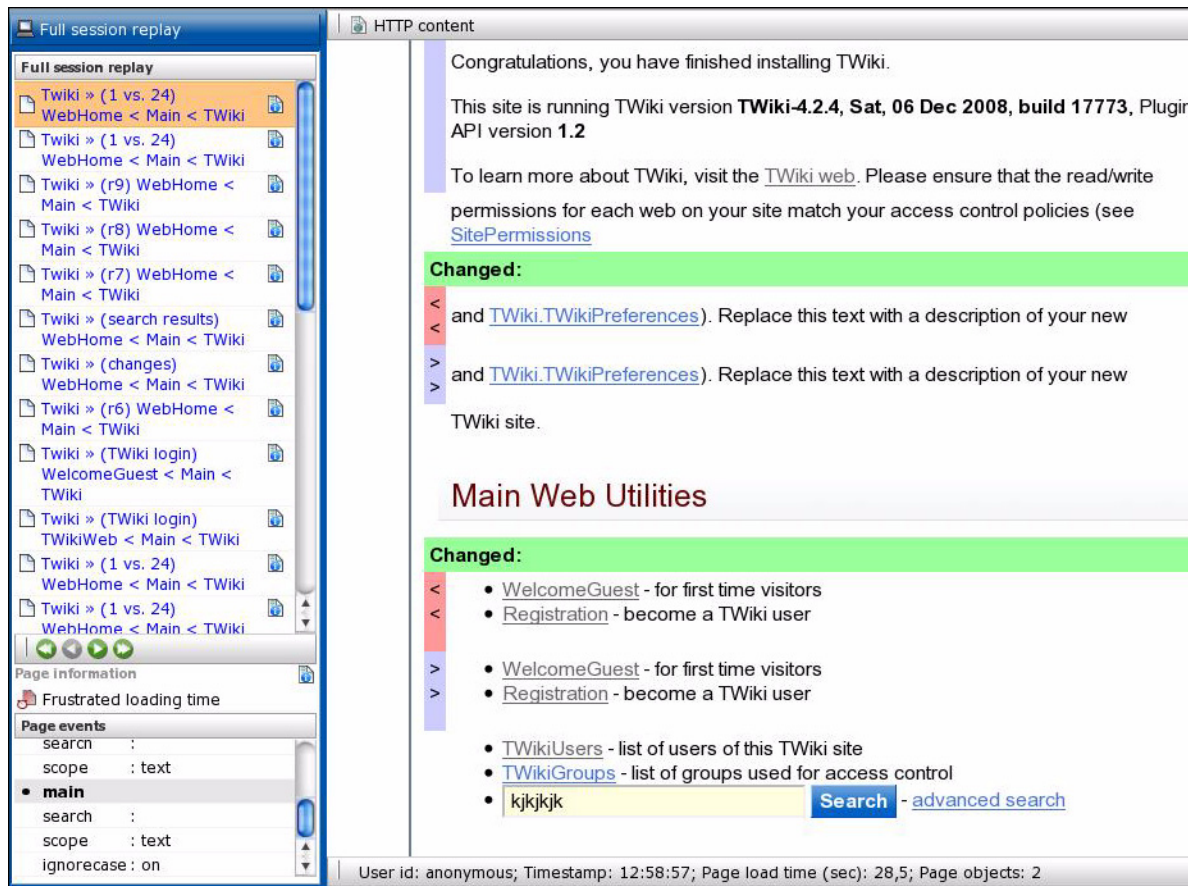 Full session replay
Full session replay
Twiki » (1 vs. 24)
WebHome < Main < TWiki
Twiki » (1 vs. 24)
WebHome < Main < TWiki
Twiki » (r9) WebHome <
Main < TWiki
Twiki » (r8) WebHome <
Main < TWiki
Twiki » (r7) WebHome <
Main < TWiki
Twiki » (search results)
WebHome < Main < TWiki
Twiki » (changes)
WebHome < Main < TWiki
Twiki » (r6) WebHome <
Main < TWiki
Twiki » (TWiki login)
WelcomeGuest < Main <
TWiki
Twiki » (TWiki login)
TWikiWeb < Main < TWiki
Twiki » (1 vs. 24)
WebHome < Main < TWiki
Twiki » (1 vs. 24)
WebHome < Main < TWiki
Page information
Frustrated loading time
Page events
search :
scope : text
• main
search :
scope : text
ignorecase : on
HTTP content
Congratulations, you have finished installing TWiki.
This site is running TWiki version TWiki-4.2.4, Sat, 06 Dec 2008, build 17773, Plugin
API version 1.2
To learn more about TWiki, visit the TWiki web. Please ensure that the read/write
permissions for each web on your site match your access control policies (see
SitePermissions
Changed:
<
< and TWiki.TWikiPreferences). Replace this text with a description of your new
>
> and TWiki.TWikiPreferences). Replace this text with a description of your new
TWiki site.
Main Web Utilities
Changed:
< • WelcomeGuest - for first time visitors
< • Registration - become a TWiki user
> • WelcomeGuest - for first time visitors
> • Registration - become a TWiki user
• TWikiUsers - list of users of this TWiki site
• TWikiGroups - list of groups used for access control
• kjkjkjk Search - advanced search
User id: anonymous; Timestamp: 12:58:57; Page load time (sec): 28,5; Page objects: 2